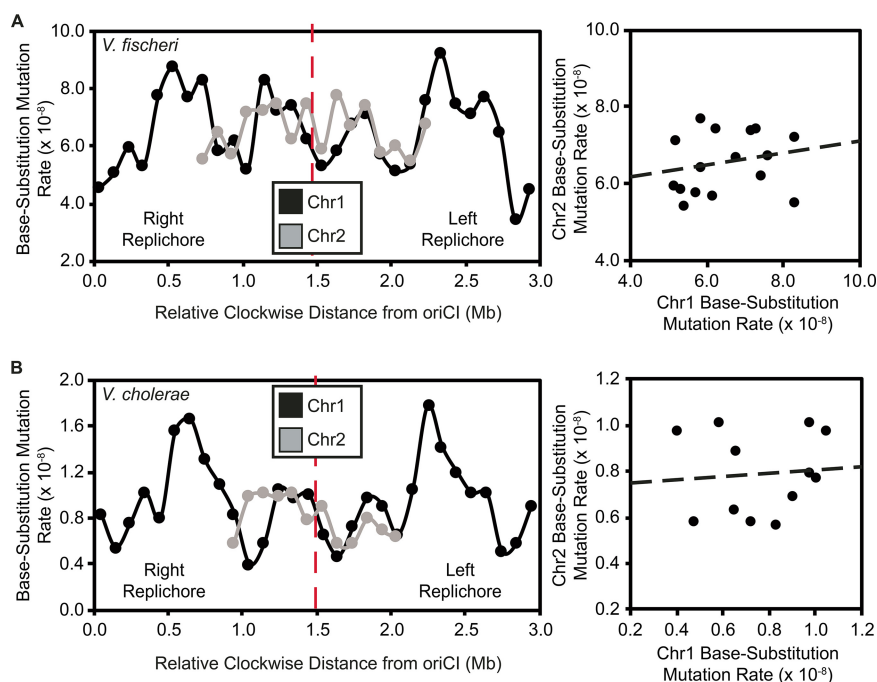 A
V. fischeri
10.0
8.0
6.0
4.0
2.0
Base-Substitution Mutation
Rate (x 10-8)
Right
Replichore
Chr1
Chr2
Left
Replichore
0.0 0.5 1.0 1.5 2.0 2.5 3.0
Relative Clockwise Distance from oriCI (Mb)
10.0
8.0
6.0
4.0
Chr2 Base-Substitution
Mutation Rate (x 10-8)
4.0 6.0 8.0 10.0
Chr1 Base-Substitution
Mutation Rate (x 10-8)
B
V. cholerae
2.0
1.6
1.2
0.8
0.4
0.0
Base-Substitution Mutation
Rate (x 10-8)
Chr1
Chr2
Right
Replichore
Left
Replichore
0.0 0.5 1.0 1.5 2.0 2.5 3.0
Relative Clockwise Distance from oriCI (Mb)
1.2
1.0
0.8
0.6
0.4
0.2
Chr2 Base-Substitution
Mutation Rate (x 10-8)
0.2 0.4 0.6 0.8 1.0 1.2
Chr1 Base-Substitution
Mutation Rate (x 10-8)